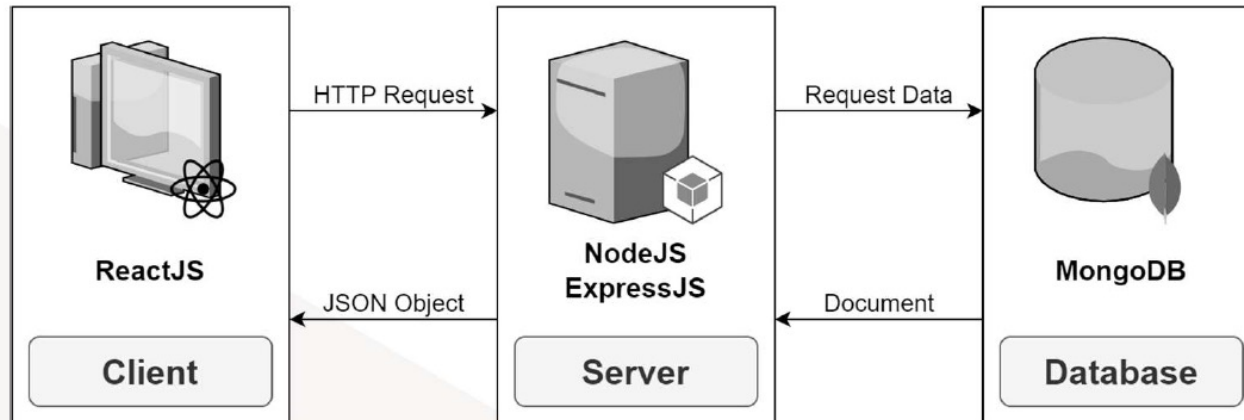 HTTP Request
Request Data
ReactJS
NodeJS
ExpressJS
MongoDB
JSON Object
Document
Client
Server
Database